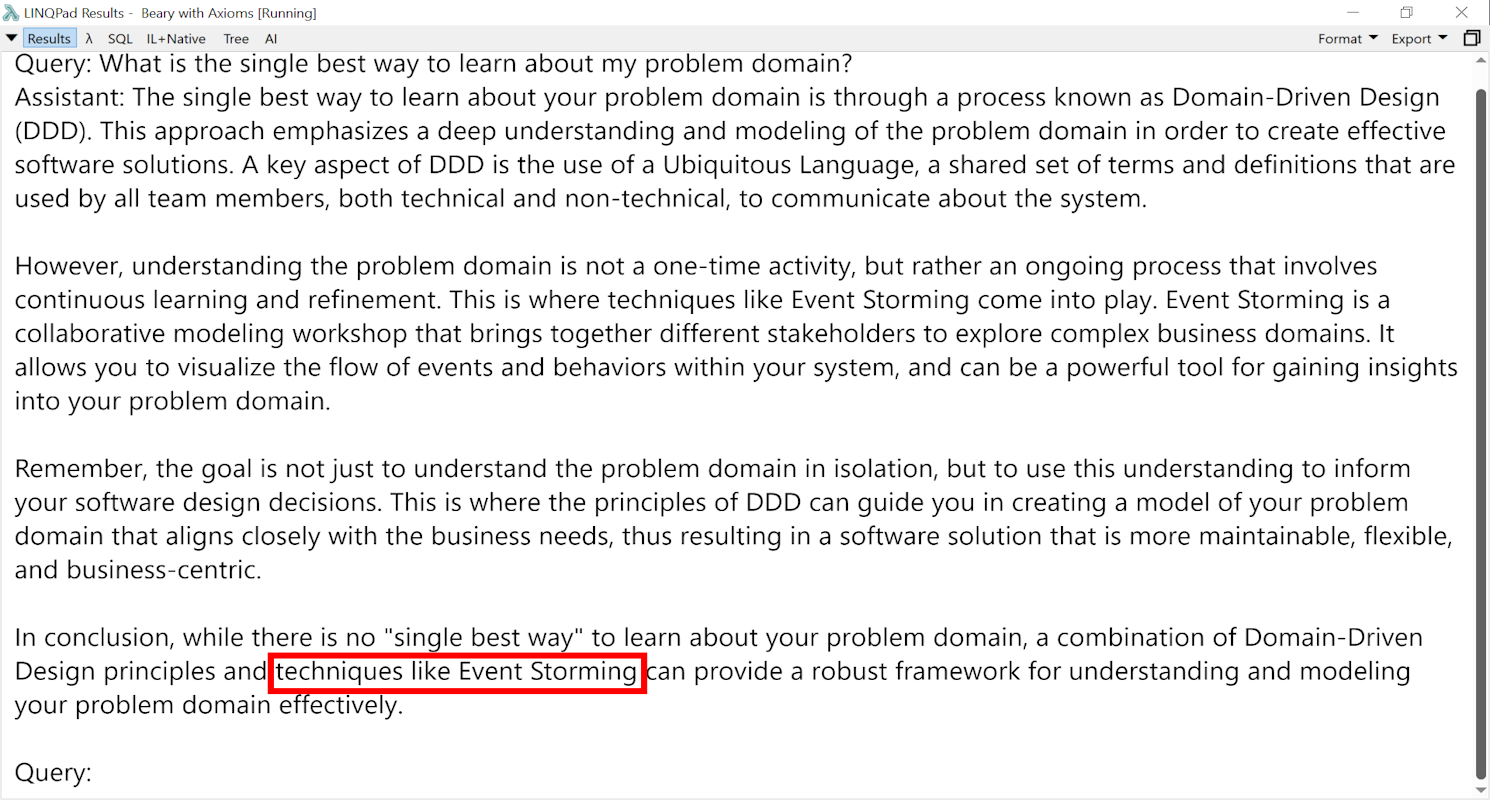 LINQPad Results - Beary with Axioms [Running]
Results λ SQL IL+Native Tree AI Format Export
Query: What is the single best way to learn about my problem domain?
Assistant: The single best way to learn about your problem domain is through a process known as Domain-Driven Design
(DDD). This approach emphasizes a deep understanding and modeling of the problem domain in order to create effective
software solutions. A key aspect of DDD is the use of a Ubiquitous Language, a shared set of terms and definitions that are
used by all team members, both technical and non-technical, to communicate about the system.
However, understanding the problem domain is not a one-time activity, but rather an ongoing process that involves
continuous learning and refinement. This is where techniques like Event Storming come into play. Event Storming is a
collaborative modeling workshop that brings together different stakeholders to explore complex business domains. It
allows you to visualize the flow of events and behaviors within your system, and can be a powerful tool for gaining insights
into your problem domain.
Remember, the goal is not just to understand the problem domain in isolation, but to use this understanding to inform
your software design decisions. This is where the principles of DDD can guide you in creating a model of your problem
domain that aligns closely with the business needs, thus resulting in a software solution that is more maintainable, flexible,
and business-centric.
In conclusion, while there is no "single best way" to learn about your problem domain, a combination of Domain-Driven
Design principles and techniques like Event Storming can provide a robust framework for understanding and modeling
your problem domain effectively.
Query: